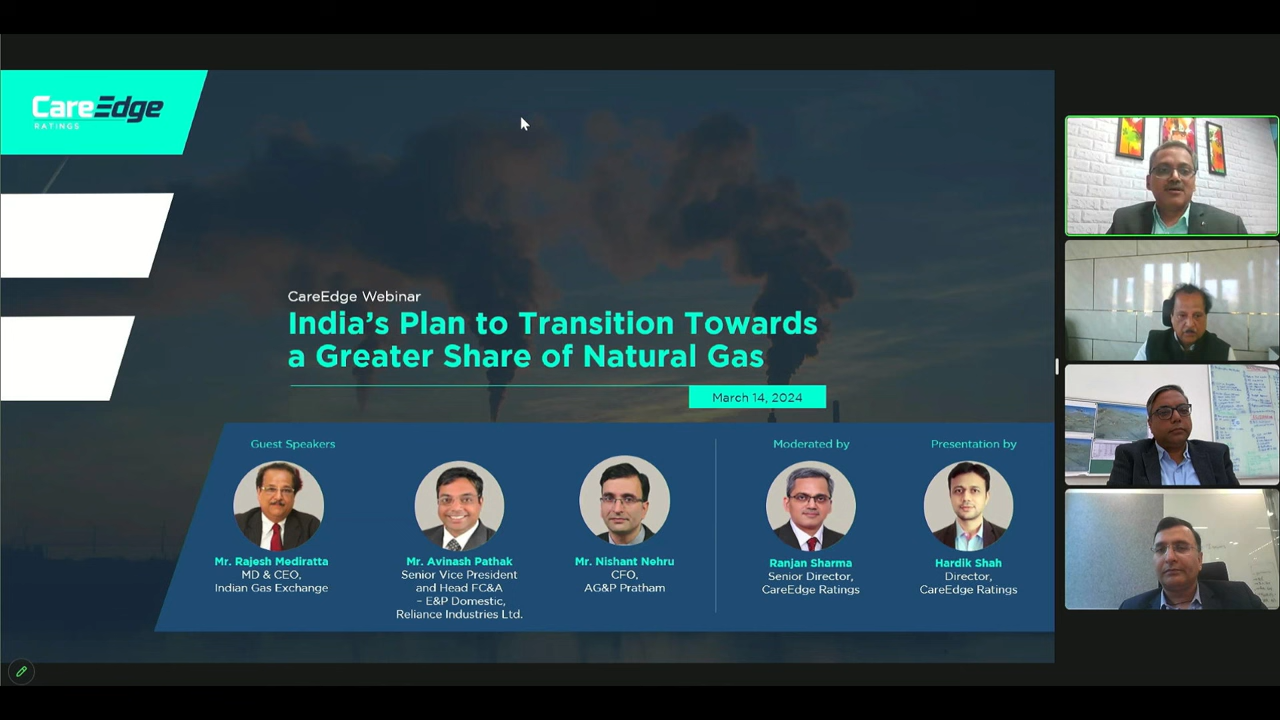 CareEdge
RATINGS
CareEdge Webinar
India's Plan to Transition Towards
a Greater Share of Natural Gas
March 14, 2024
Guest Speakers
Mr. Rajesh Mediratta
MD & CEO,
Indian Gas Exchange
Mr. Avinash Pathak
Senior Vice President
and Head FC&A
– E&P Domestic,
Reliance Industries Ltd.
Mr. Nishant Nehru
CFO,
AG&P Pratham
Moderated by
Ranjan Sharma
Senior Director,
CareEdge Ratings
Presentation by
Hardik Shah
Director,
CareEdge Ratings